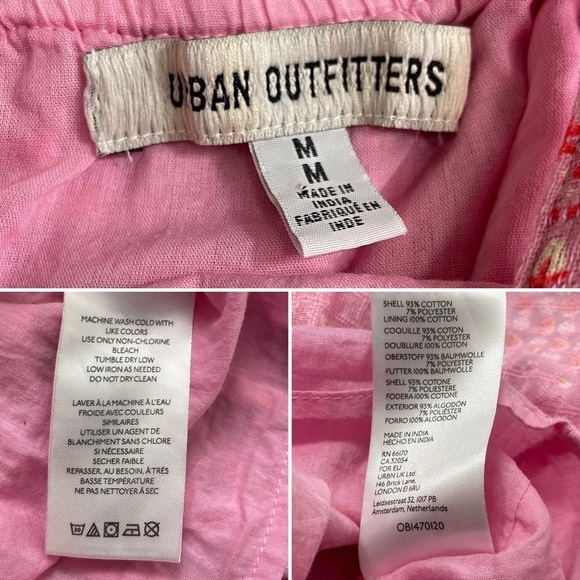 URBAN OUTFITTERS
M
M
MADE IN
INDIA
FABRIQUÉ EN
INDE
MACHINE WASH COLD WITH
LIKE COLORS
USE ONLY NON-CHLORINE
BLEACH
TUMBLE DRY LOW
LOW IRON AS NEEDED
DO NOT DRY CLEAN
LAVER À LA MACHINE À L'EAU
FROIDE AVEC COULEURS
SIMILAIRES
UTILISER UN AGENT DE
BLANCHIMENT SANS CHLORE
SI NÉCESSAIRE
SECHER FAIBLE
REPASSER, AU BESOIN, À TRÉS
BASSE TEMPÉRATURE
NE PAS NETTOYER À SEC
30
SHELL 93% COTTON
7% POLYESTER
LINING 100% COTTON
COQUILLE 93% COTON
7% POLYESTER
DOUBLURE 100% COTON
OBERSTOFF 93% BAUMWOLLE
7% POLYESTER
FUTTER 100% BAUMWOLLE
SHELL 93% COTONE
7% POLIESTERE
FODERA 100% COTONE
EXTERIOR 93% ALGODÓN
7% POLIÉSTER
FORRO 100% ALGODÓN
MADE IN INDIA
HECHO EN INDIA
RN 66170
CA 32054
FOR EU
URBN UK Ltd.
146 Brick Lane,
LONDON E1 6RU
Leidsestraat 32, 1017 PB
Amsterdam, Netherlands
OB1470120